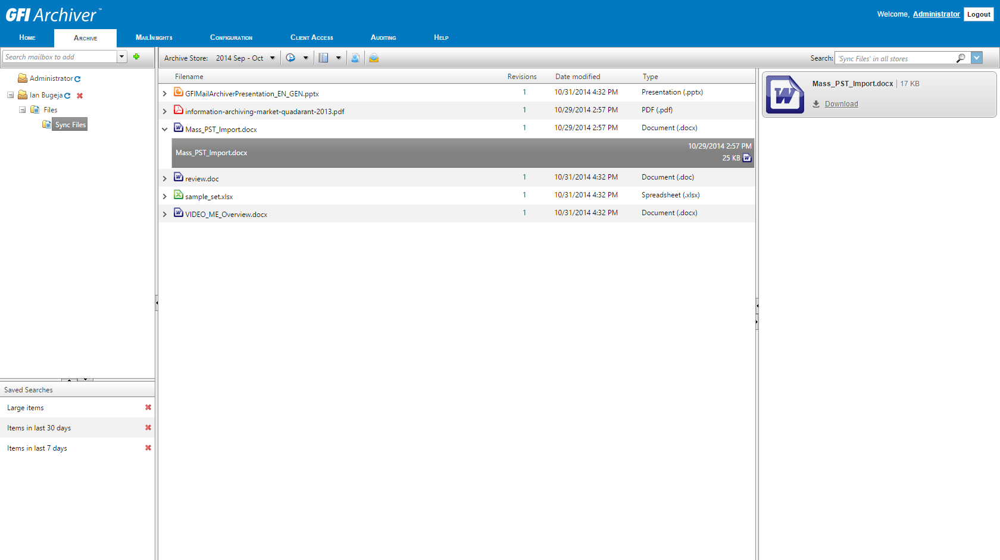 GFI Archiver™
Welcome, Administrator Logout
Home Archive MailInsights Configuration Client Access Auditing Help
Search mailbox to add
Administrator
Ian Bugeja
Files
Sync Files
Saved Searches
Large items
Items in last 30 days
Items in last 7 days
Archive Store: 2014 Sep - Oct
Search: 'Sync Files' in all stores
Filename Revisions Date modified Type
GFIMailArchiverPresentation_EN_GEN.pptx 1 10/31/2014 4:32 PM Presentation (.pptx)
information-archiving-market-quadarant-2013.pdf 1 10/29/2014 2:57 PM PDF (.pdf)
Mass_PST_Import.docx 1 10/29/2014 2:57 PM Document (.docx)
Mass_PST_Import.docx 10/29/2014 2:57 PM
25 KB
review.doc 1 10/31/2014 4:32 PM Document (.doc)
sample_set.xlsx 1 10/31/2014 4:32 PM Spreadsheet (.xlsx)
VIDEO_ME_Overview.docx 1 10/31/2014 4:32 PM Document (.docx)
Mass_PST_Import.docx 17 KB
Download